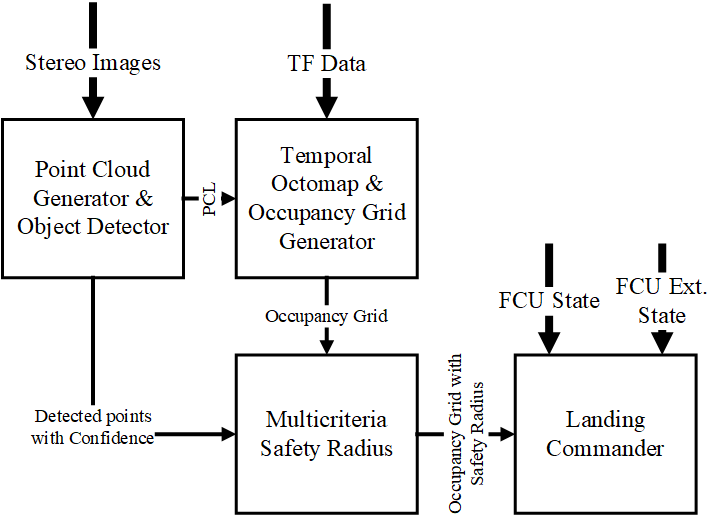 Stereo Images
TF Data
Point Cloud
Generator &
Object Detector
PCL
Temporal
Octomap &
Occupancy Grid
Generator
FCU State
FCU Ext.
State
Occupancy Grid
Detected points
with Confidence
Multicriteria
Safety Radius
Occupancy Grid with
Safety Radius
Landing
Commander